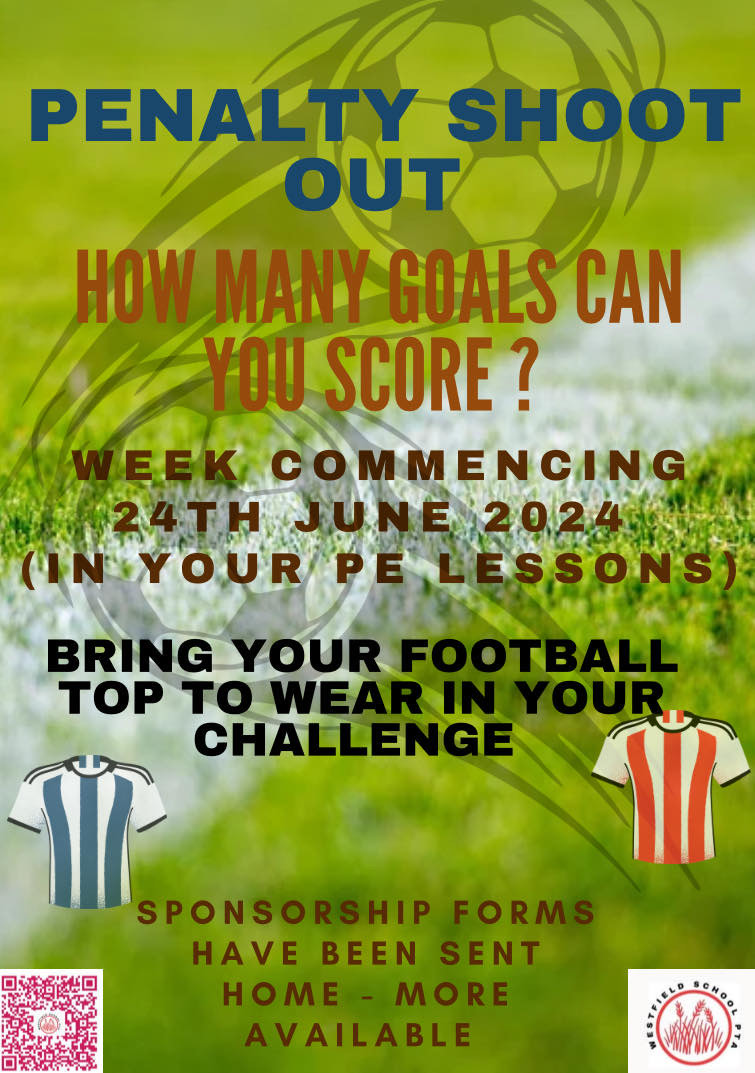 PENALTY SHOOT
OUT
HOW MANY GOALS CAN
YOU SCORE ?
WEEK COMMENCING
24TH JUNE 2024
(IN YOUR PE LESSONS)
BRING YOUR FOOTBALL
TOP TO WEAR IN YOUR
CHALLENGE
SPONSORSHIP FORMS
HAVE BEEN SENT
HOME - MORE
AVAILABLE
WESTFIELD SCHOOL PTA